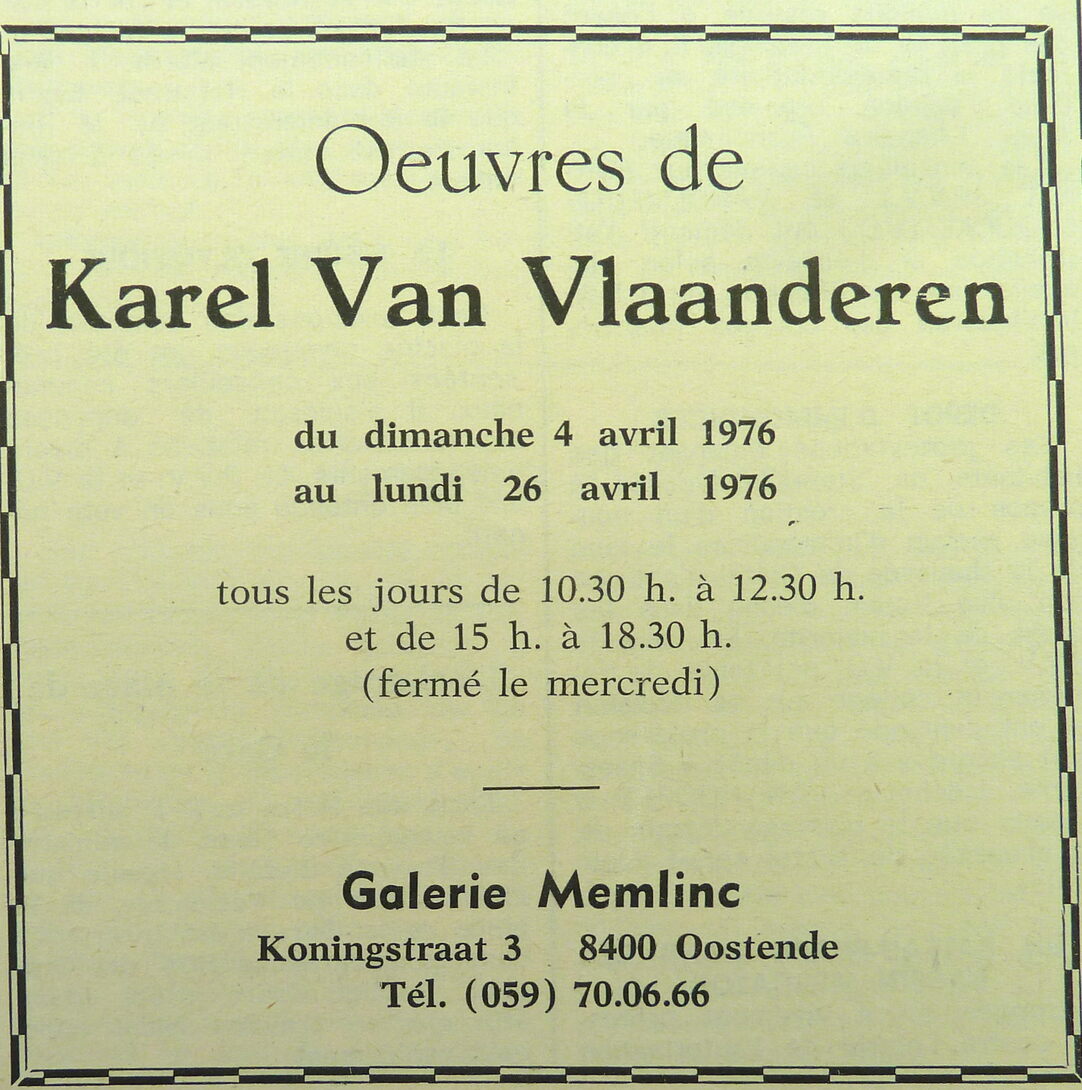 Oeuvres de
Karel Van Vlaanderen
du dimanche 4 avril 1976
au lundi 26 avril 1976
tous les jours de 10.30 h. à 12.30 h.
et de 15 h. à 18.30 h.
(fermé le mercredi)
Galerie Memlinc
Koningstraat 3 8400 Oostende
Tél. (059) 70.06.66